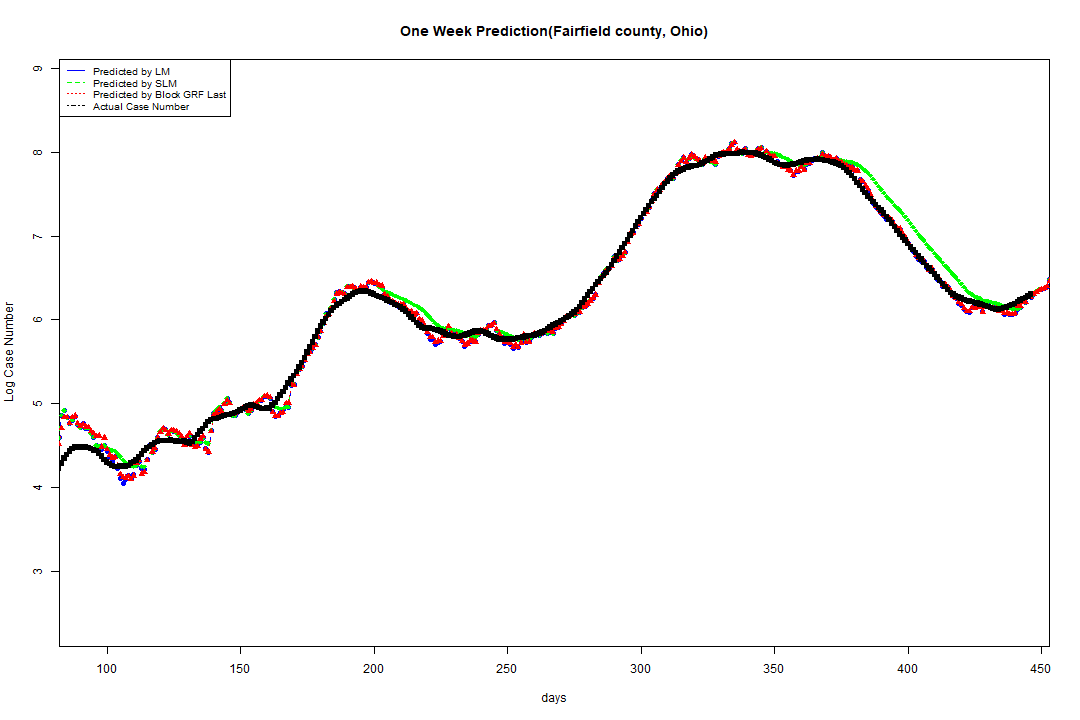 One Week Prediction(Fairfield county, Ohio)
Predicted by LM
Predicted by SLM
Predicted by Block GRF Last
Actual Case Number
9
8
7
6
5
4
3
Log Case Number
100 150 200 250 300 350 400 450
days